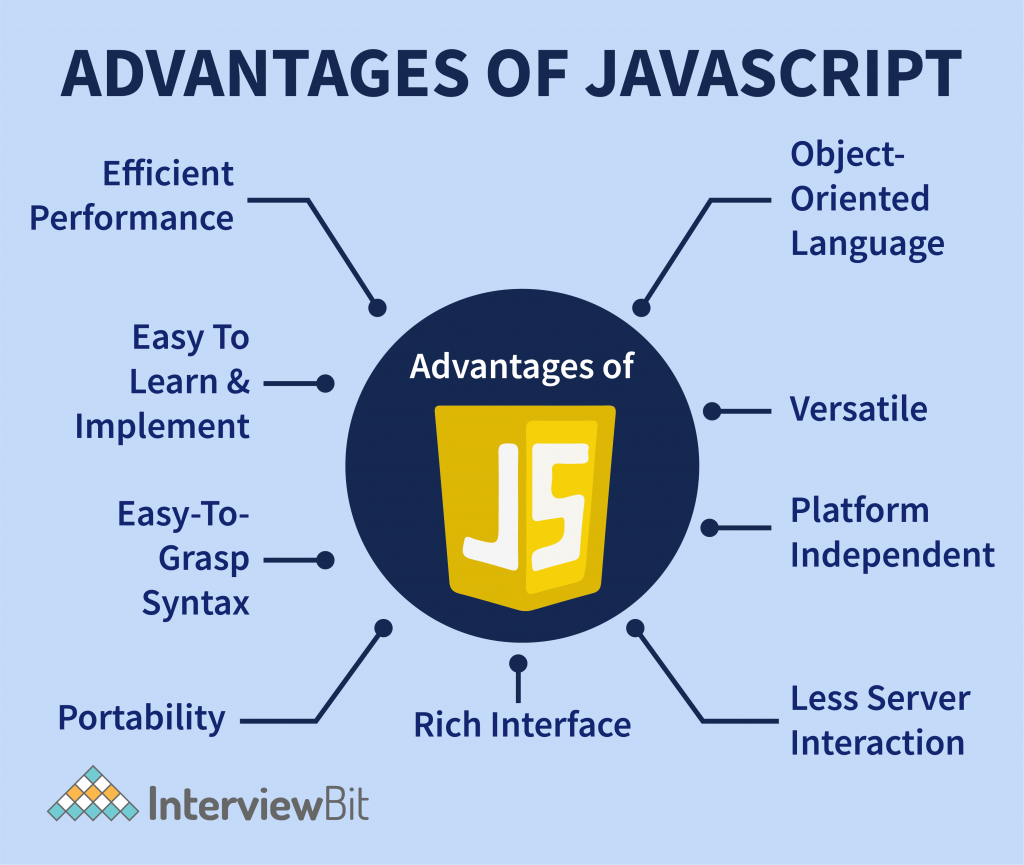 ADVANTAGES OF JAVASCRIPT
Efficient
Performance
Easy To
Learn &
Implement
Easy-To-
Grasp
Syntax
Portability
Advantages of
JS
Rich Interface
Object-
Oriented
Language
Versatile
Platform
Independent
Less Server
Interaction
InterviewBit